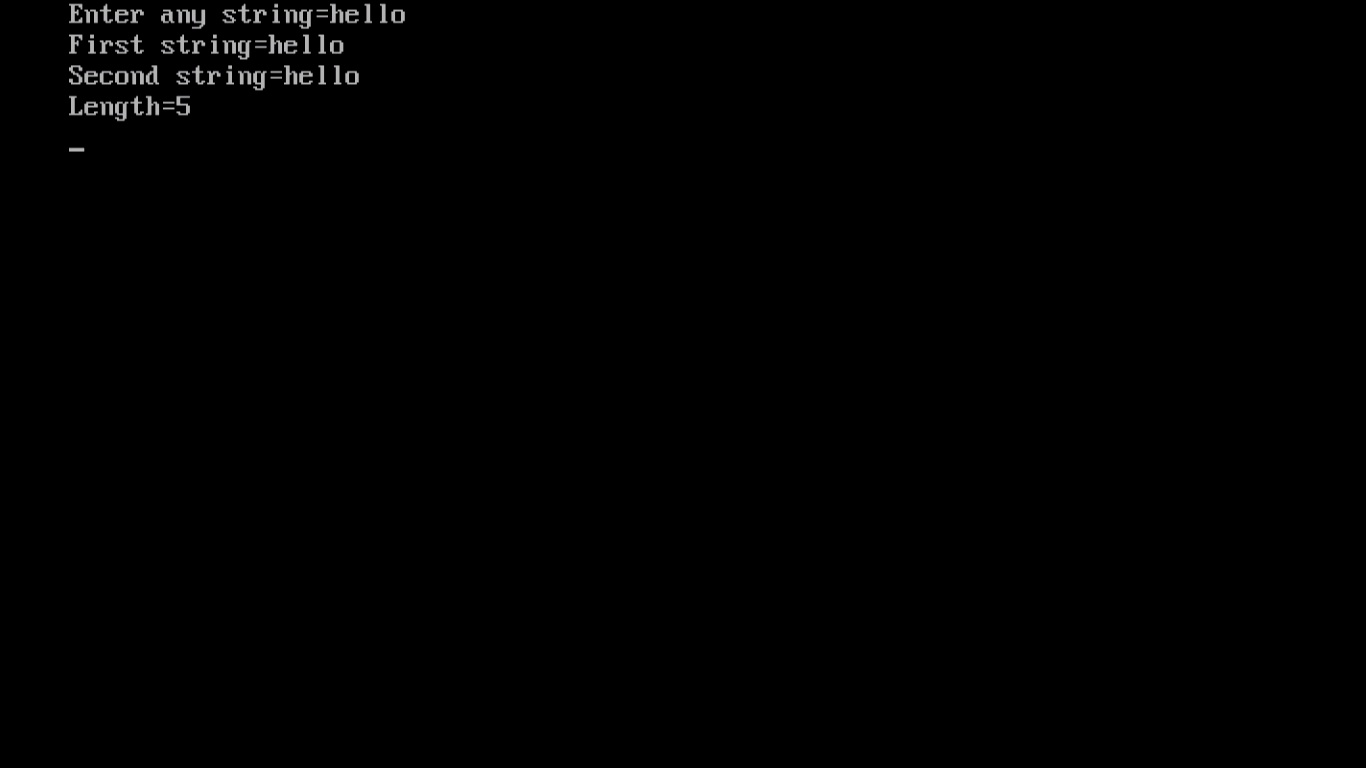 Enter any string=hello
First string=hello
Second string=hello
Length=5